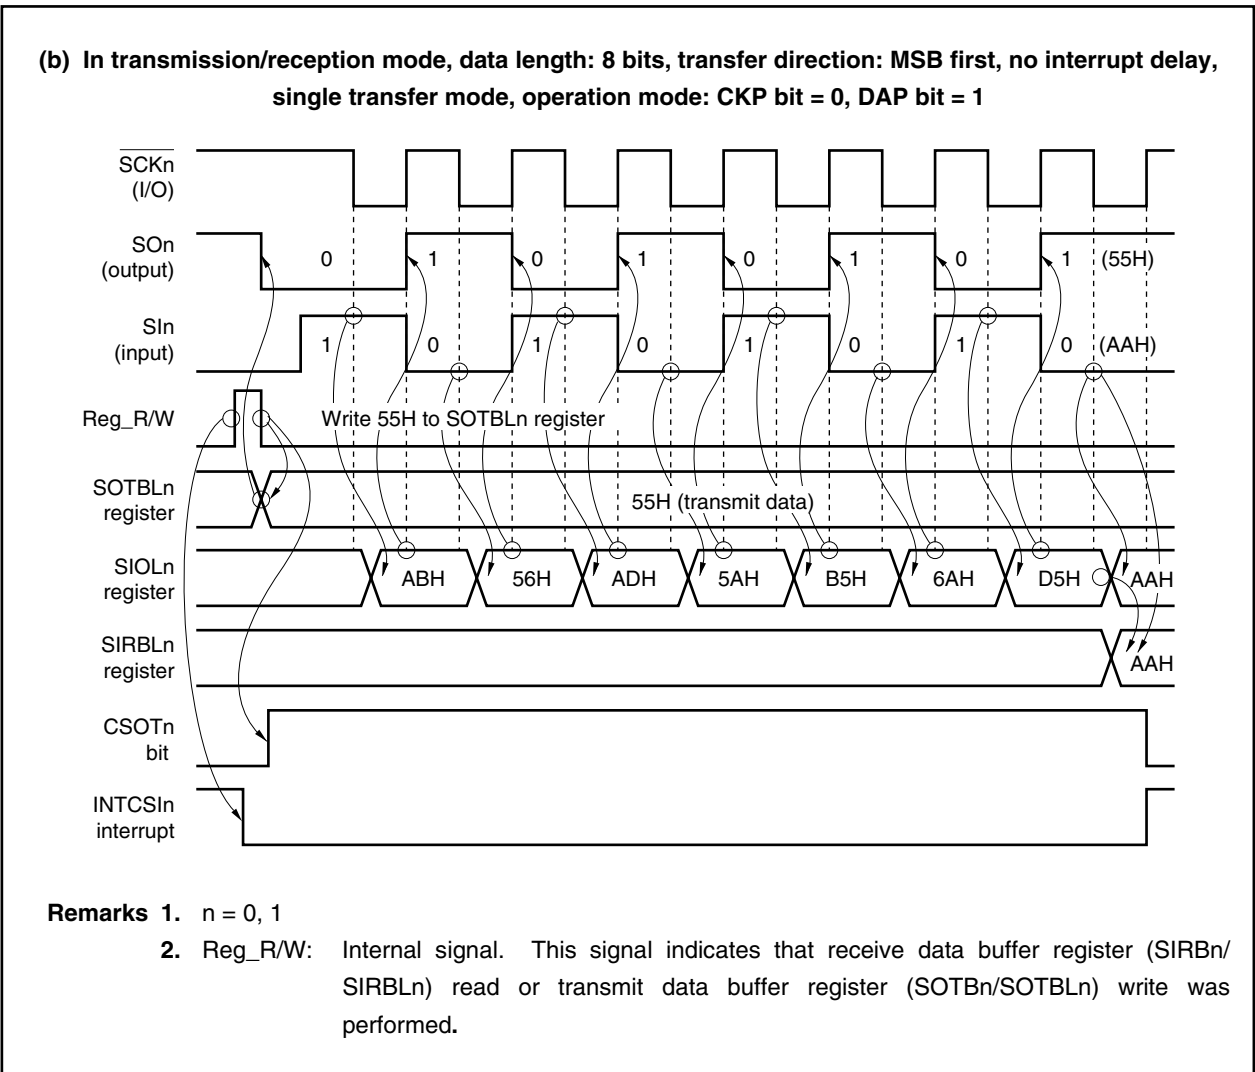 (b) In transmission/reception mode, data length: 8 bits, transfer direction: MSB first, no interrupt delay,
single transfer mode, operation mode: CKP bit = 0, DAP bit = 1
SCKn
(I/O)
SOn
(output)
0 1 0 1 0 1 0 1 (55H)
SIn
(input)
1 0 1 0 1 0 1 0 (AAH)
Reg_R/W
Write 55H to SOTBLn register
SOTBLn
register
55H (transmit data)
SIOLn
register
ABH 56H ADH 5AH B5H 6AH D5H AAH
SIRBLn
register
AAH
CSOTn
bit
INTCSIn
interrupt
Remarks 1. n = 0, 1
2. Reg_R/W: Internal signal. This signal indicates that receive data buffer register (SIRBn/
SIRBLn) read or transmit data buffer register (SOTBn/SOTBLn) write was
performed.